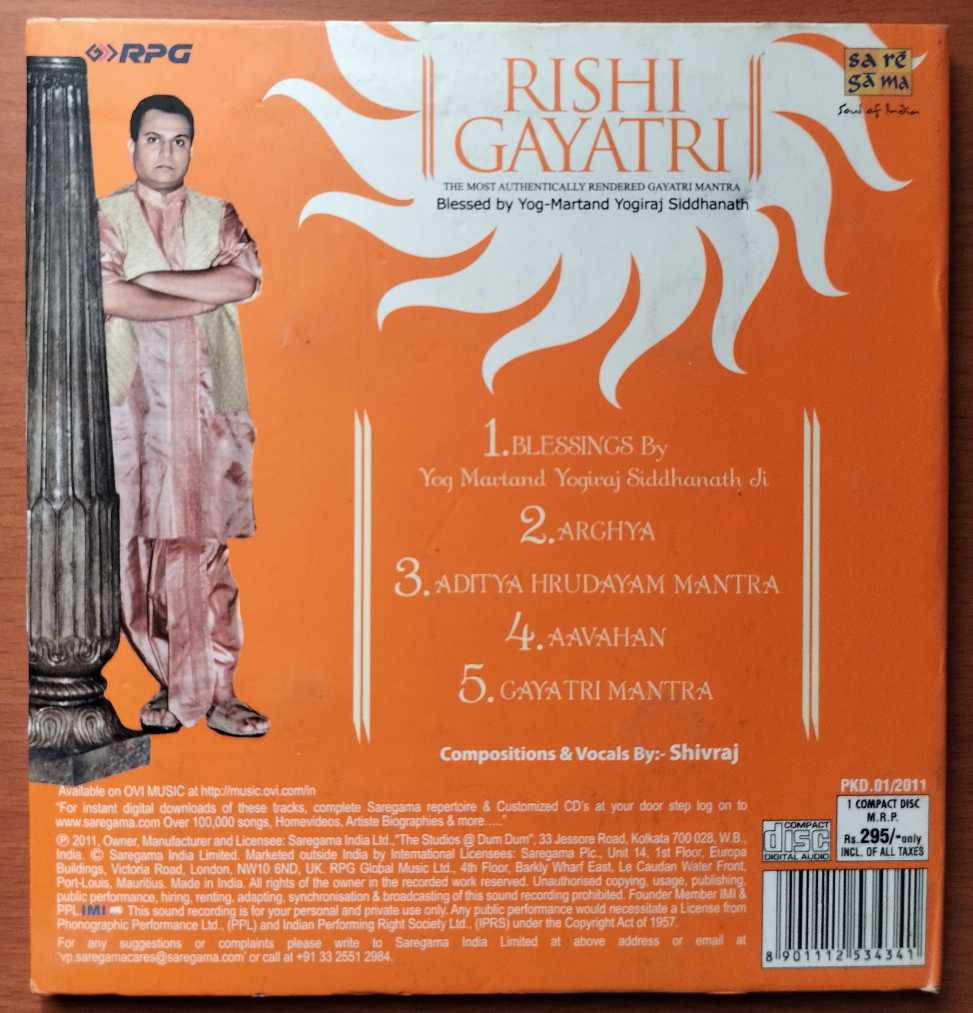 RPG
RISHI
GAYATRI
THE MOST AUTHENTICALLY RENDERED GAYATRI MANTRA
Blessed by Yog-Martand Yogiraj Siddhanath
sa rē
gā ma
Soul of India
1.BLESSINGS By
Yog Martand Yogiraj Siddhanath Ji
2.ARGHYA
3.ADITYA HRUDAYAM MANTRA
4.AAVAHAN
5.GAYATRI MANTRA
Compositions & Vocals By:- Shivraj
Available on OVI MUSIC at http://music.ovi.com/in
"For instant digital downloads of these tracks, complete Saregama repertoire & Customized CD's at your door step log on to
www.saregama.com Over 100,000 songs, Homevideos, Artiste Biographies & more....."
℗ 2011, Owner, Manufacturer and Licensee: Saregama India Ltd.,"The Studios @ Dum Dum", 33 Jessore Road, Kolkata 700 028, W.B.,
India. © Saregama India Limited. Marketed outside India by International Licensees: Saregama Plc., Unit 14, 1st Floor, Europa
Buildings, Victoria Road, London, NW10 6ND, UK. RPG Global Music Ltd., 4th Floor, Barkly Wharf East, Le Caudan Water Front,
Port-Louis, Mauritius. Made in India. All rights of the owner in the recorded work reserved. Unauthorised copying, usage, publishing,
public performance, hiring, renting, adapting, synchronisation & broadcasting of this sound recording prohibited. Founder Member IMI &
PPL IMI This sound recording is for your personal and private use only. Any public performance would necessitate a License from
Phonographic Performance Ltd., (PPL) and Indian Performing Right Society Ltd., (IPRS) under the Copyright Act of 1957.
For any suggestions or complaints please write to Saregama India Limited at above address or email at
'vp.saregamacares@saregama.com' or call at +91 33 2551 2984.
PKD.01/2011
COMPACT
disc
DIGITAL AUDIO
1 COMPACT DISC
M.R.P.
Rs.295/-only
INCL. OF ALL TAXES
8 901112 534341